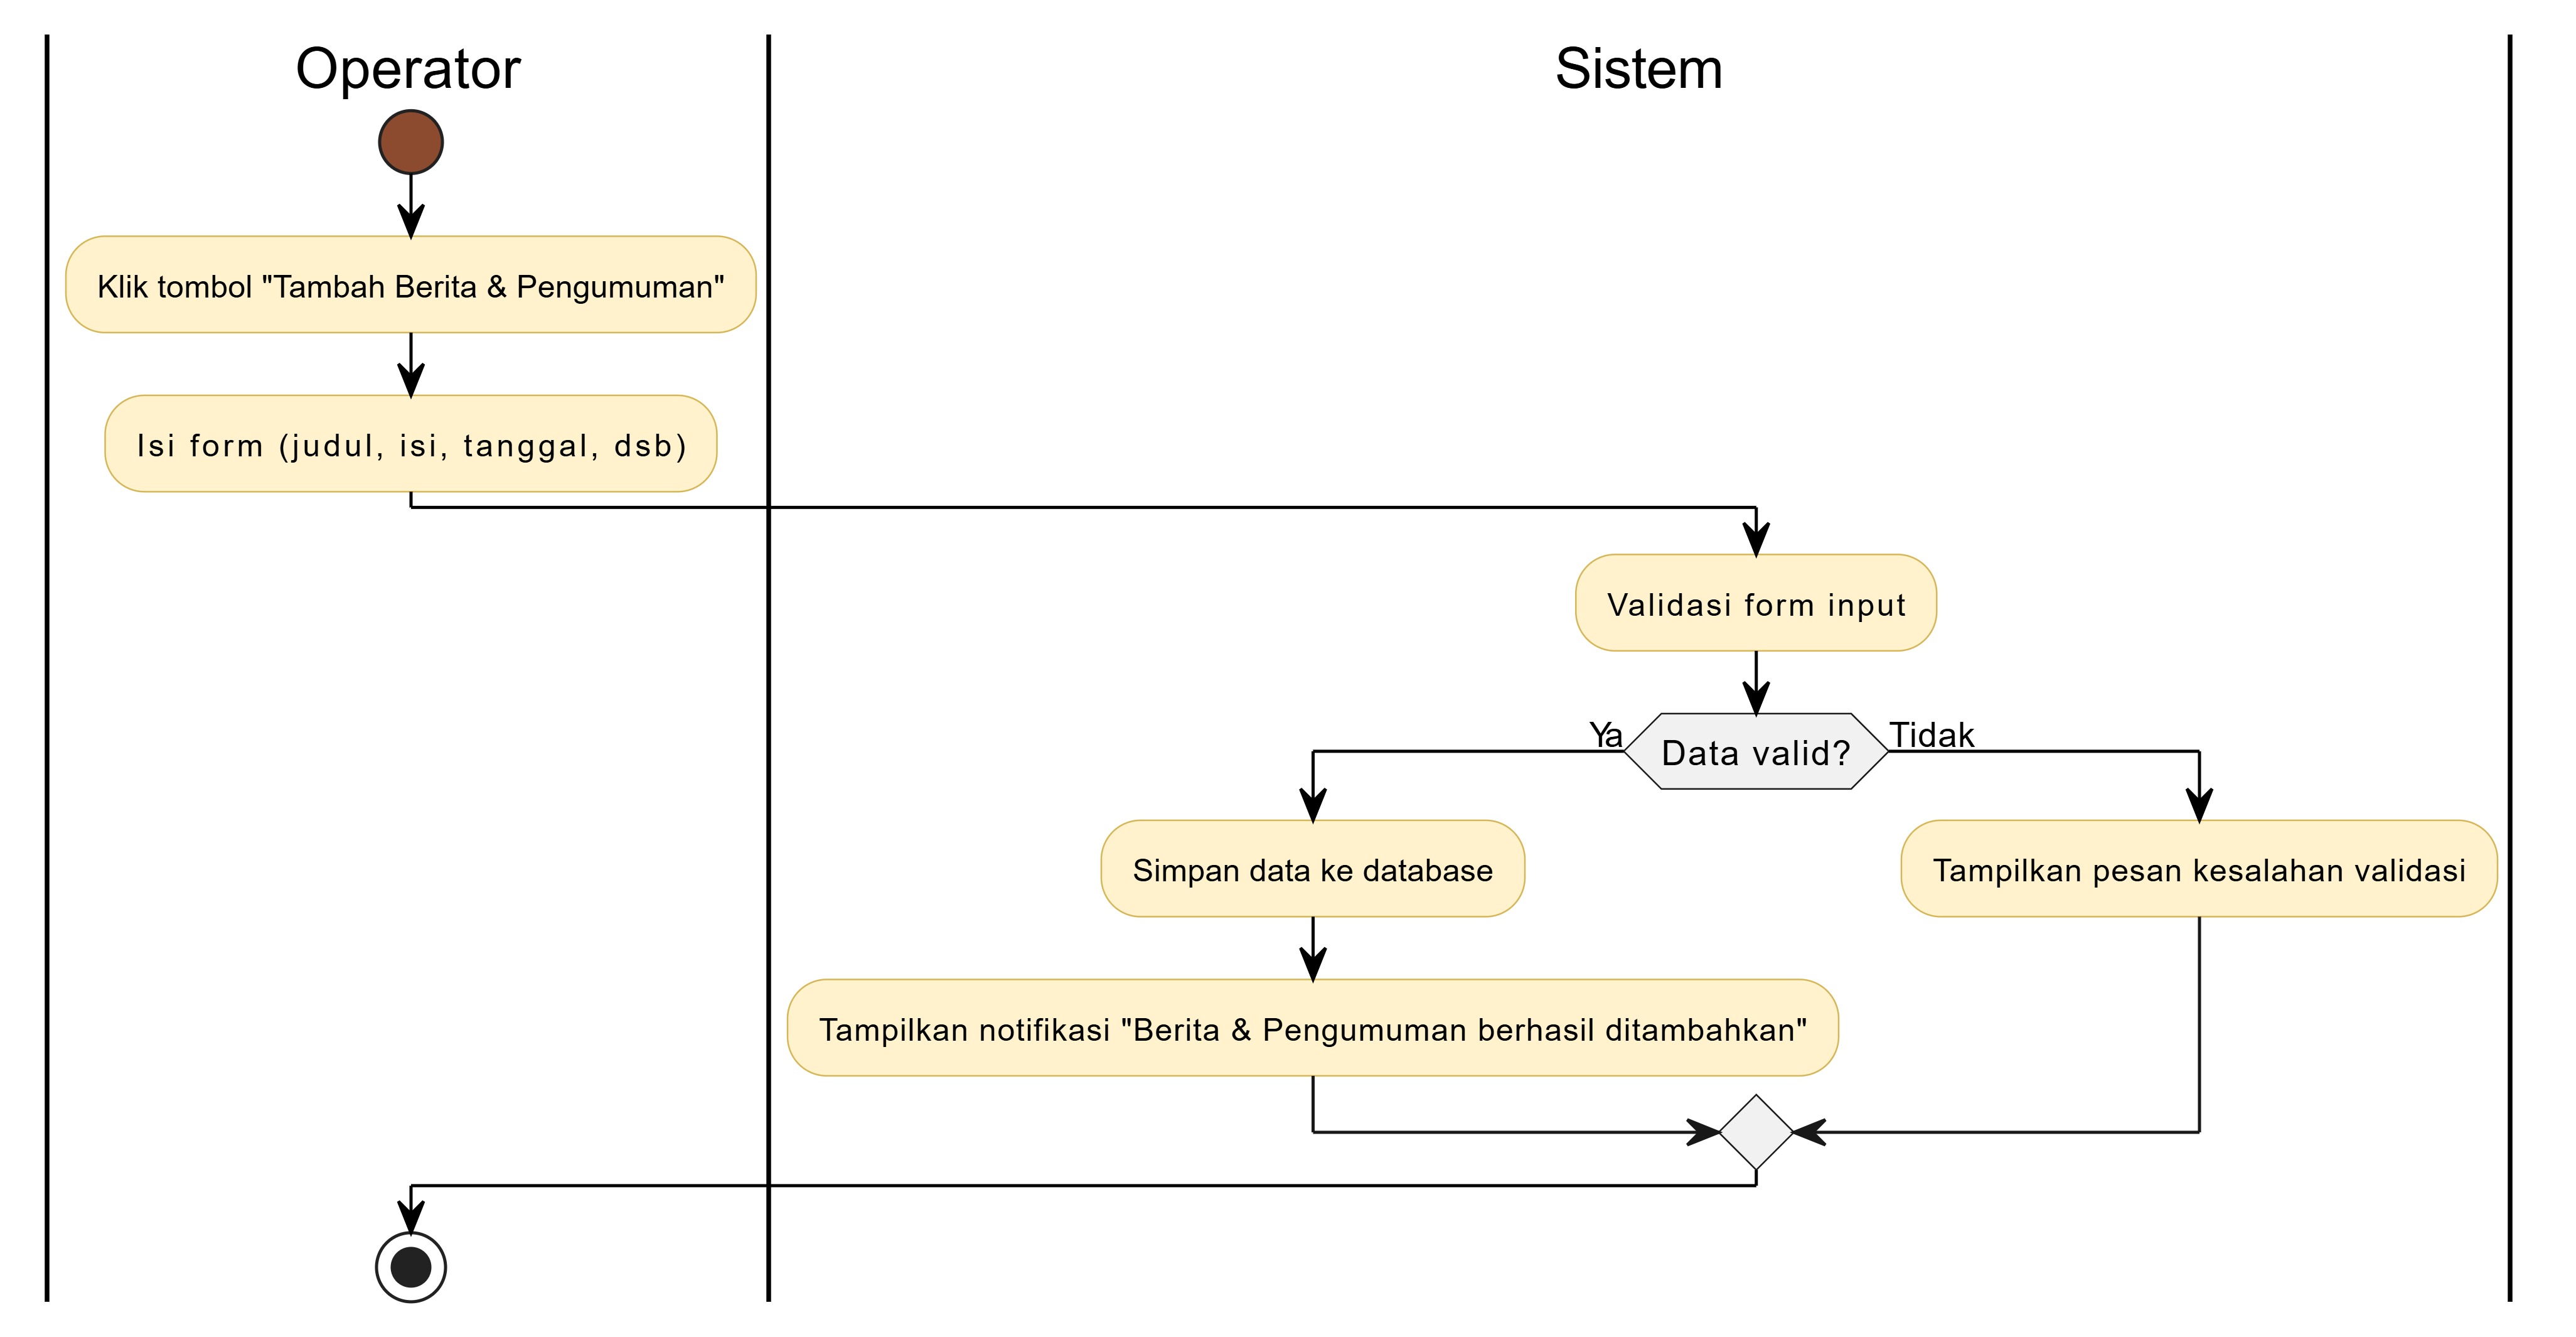 Operator
Sistem
Klik tombol "Tambah Berita & Pengumuman"
Isi form (judul, isi, tanggal, dsb)
Validasi form input
Ya
Data valid?
Tidak
Simpan data ke database
Tampilkan pesan kesalahan validasi
Tampilkan notifikasi "Berita & Pengumuman berhasil ditambahkan"